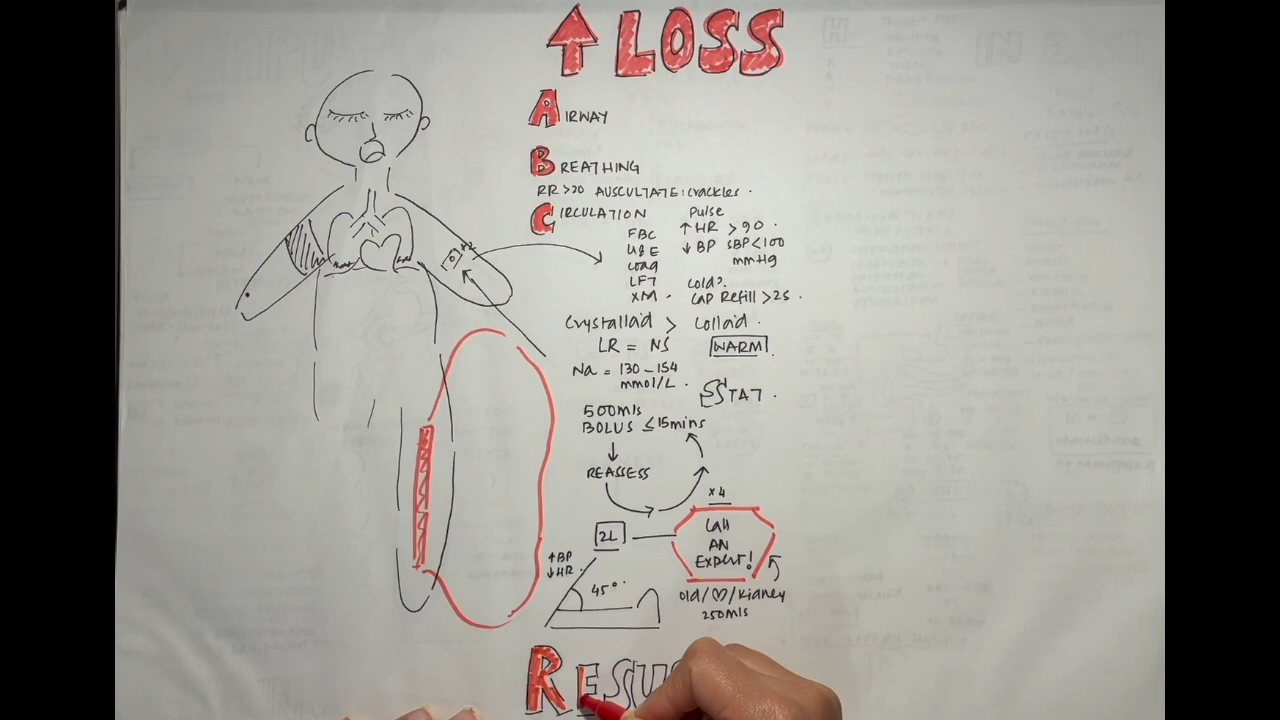 ↑ LOSS
AIRWAY
BREATHING
RR >20 AUSCULTATE: crackles.
CIRCULATION
Pulse
↑ HR > 90.
↓ BP SBP < 100
mmHg
FBC
U&E
coag
LFT
XM.
x2
cold?
Cap Refill > 2s.
Crystalloid > Colloid.
LR = NS
WARM.
Na = 130 - 154
mmol/L.
STAT.
500mls
BOLUS ≤ 15mins
↓
REASSESS
x4
2L
Call
AN
Expert!
↑BP
↓HR.
45°.
Old/♡/Kidney
250mls
RESU